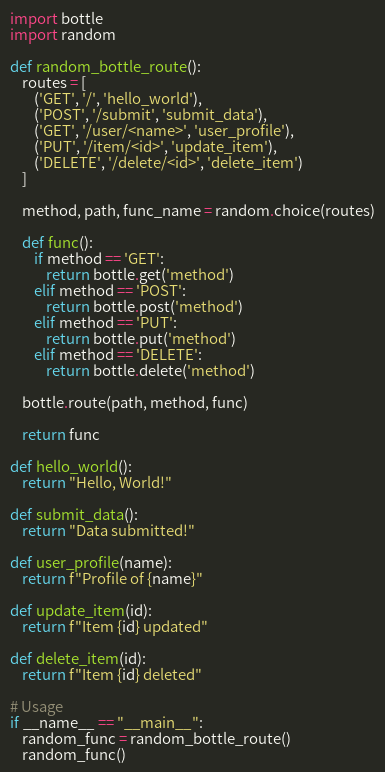 import bottle
import random

def random_bottle_route():
    routes = [
        ('GET', '/', 'hello_world'),
        ('POST', '/submit', 'submit_data'),
        ('GET', '/user/<name>', 'user_profile'),
        ('PUT', '/item/<id>', 'update_item'),
        ('DELETE', '/delete/<id>', 'delete_item')
    ]

    method, path, func_name = random.choice(routes)

    def func():
        if method == 'GET':
            return bottle.get('method')
        elif method == 'POST':
            return bottle.post('method')
        elif method == 'PUT':
            return bottle.put('method')
        elif method == 'DELETE':
            return bottle.delete('method')

    bottle.route(path, method, func)

    return func

def hello_world():
    return "Hello, World!"

def submit_data():
    return "Data submitted!"

def user_profile(name):
    return f"Profile of {name}"

def update_item(id):
    return f"Item {id} updated"

def delete_item(id):
    return f"Item {id} deleted"

# Usage
if __name__ == "__main__":
    random_func = random_bottle_route()
    random_func()